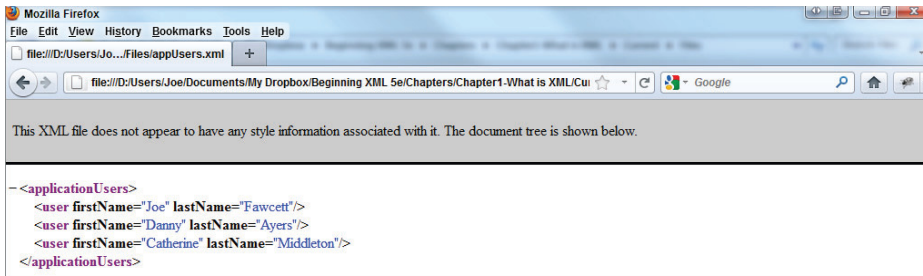 Mozilla Firefox
File Edit View History Bookmarks Tools Help
file:///D:/Users/Jo...Files/appUsers.xml +
file:///D:/Users/Joe/Documents/My Dropbox/Beginning XML 5e/Chapters/Chapter1-What is XML/Cur
Google
This XML file does not appear to have any style information associated with it. The document tree is shown below.
−<applicationUsers>
<user firstName="Joe" lastName="Fawcett"/>
<user firstName="Danny" lastName="Ayers"/>
<user firstName="Catherine" lastName="Middleton"/>
</applicationUsers>